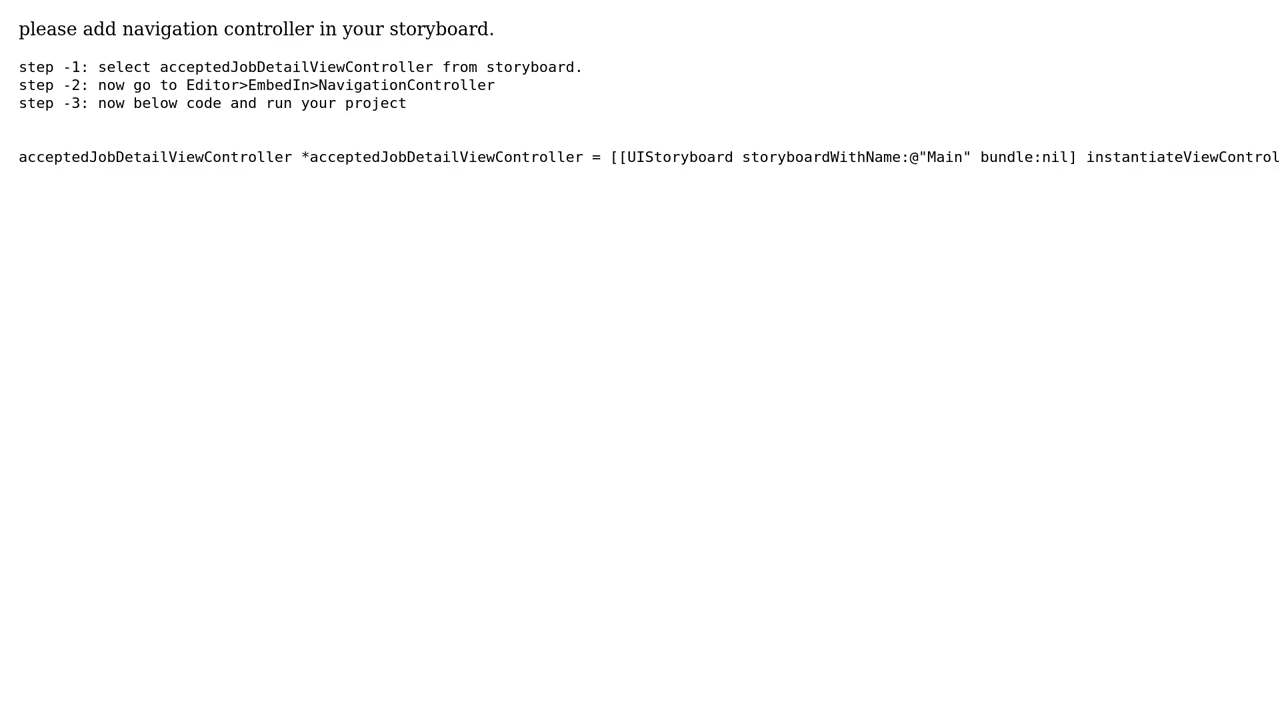 please add navigation controller in your storyboard.
step -1: select acceptedJobDetailViewController from storyboard.
step -2: now go to Editor>EmbedIn>NavigationController
step -3: now below code and run your project
acceptedJobDetailViewController *acceptedJobDetailViewController = [[UIStoryboard storyboardWithName:@"Main" bundle:nil] instantiateViewControl